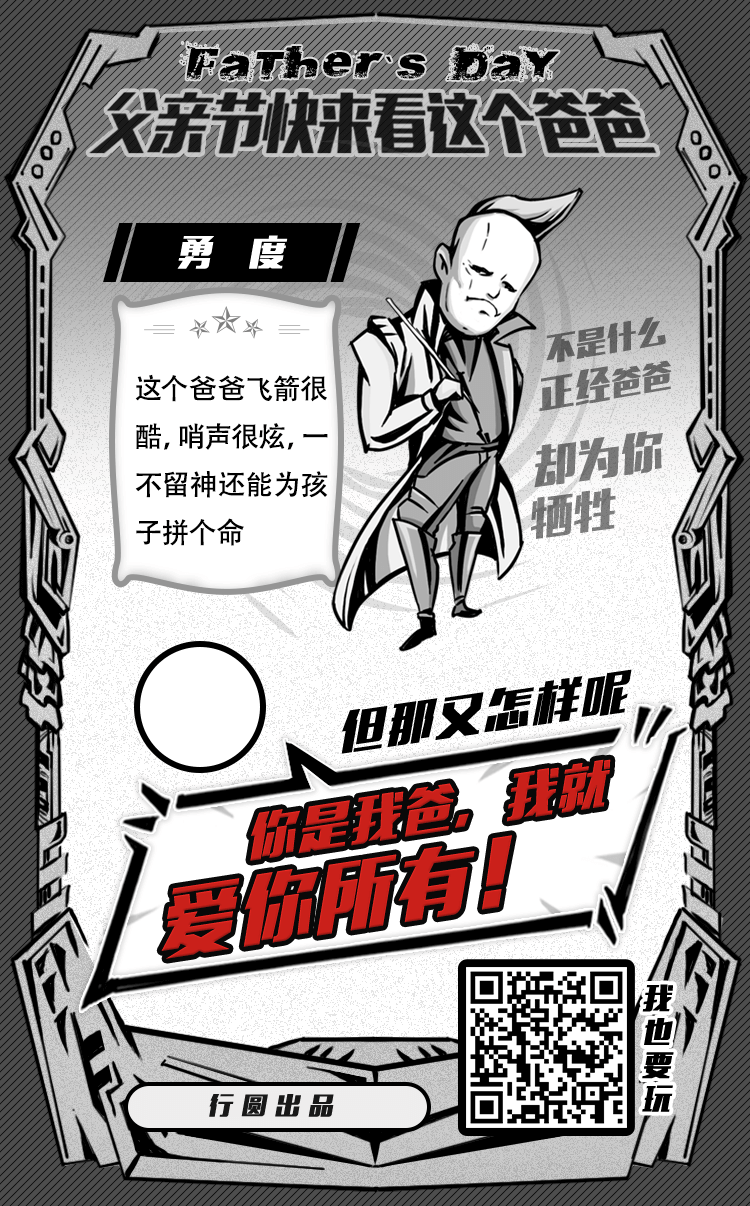 Father's Day
父亲节快来看这个爸爸
勇度
这个爸爸飞箭很
酷,哨声很炫,一
不留神还能为孩
子拼个命
不是什么
正经爸爸
却为你
牺牲
但那又怎样呢
你是我爸,我就
爱你所有!
我也要玩
行圆出品